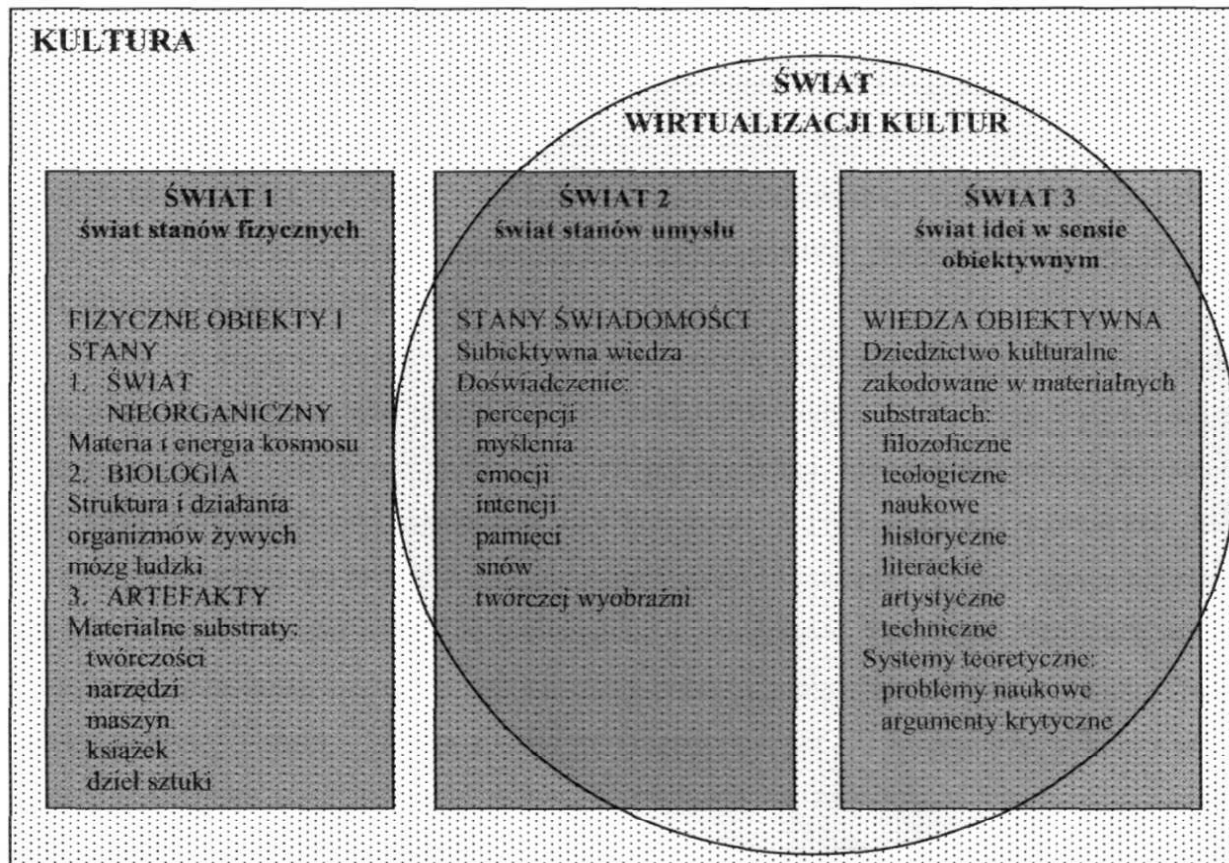 KULTURA
ŚWIAT
WIRTUALIZACJI KULTUR
ŚWIAT 1
świat stanów fizycznych
FIZYCZNE OBIEKTY I
STANY
1. ŚWIAT
NIEORGANICZNY
Materia i energia kosmosu
2. BIOLOGIA
Struktura i działania
organizmów żywych
mózg ludzki
3. ARTEFAKTY
Materialne substraty:
twórczości
narzędzi
maszyn
książek
dzieł sztuki
ŚWIAT 2
świat stanów umysłu
STANY ŚWIADOMOŚCI
Subiektywna wiedza
Doświadczenie:
percepcji
myślenia
emocji
intencji
pamięci
snów
twórczej wyobraźni
ŚWIAT 3
świat idei w sensie
obiektywnym
WIEDZA OBIEKTYWNA
Dziedzictwo kulturalne
zakodowane w materialnych
substratach:
filozoficzne
teologiczne
naukowe
historyczne
literackie
artystyczne
techniczne
Systemy teoretyczne:
problemy naukowe
argumenty krytyczne